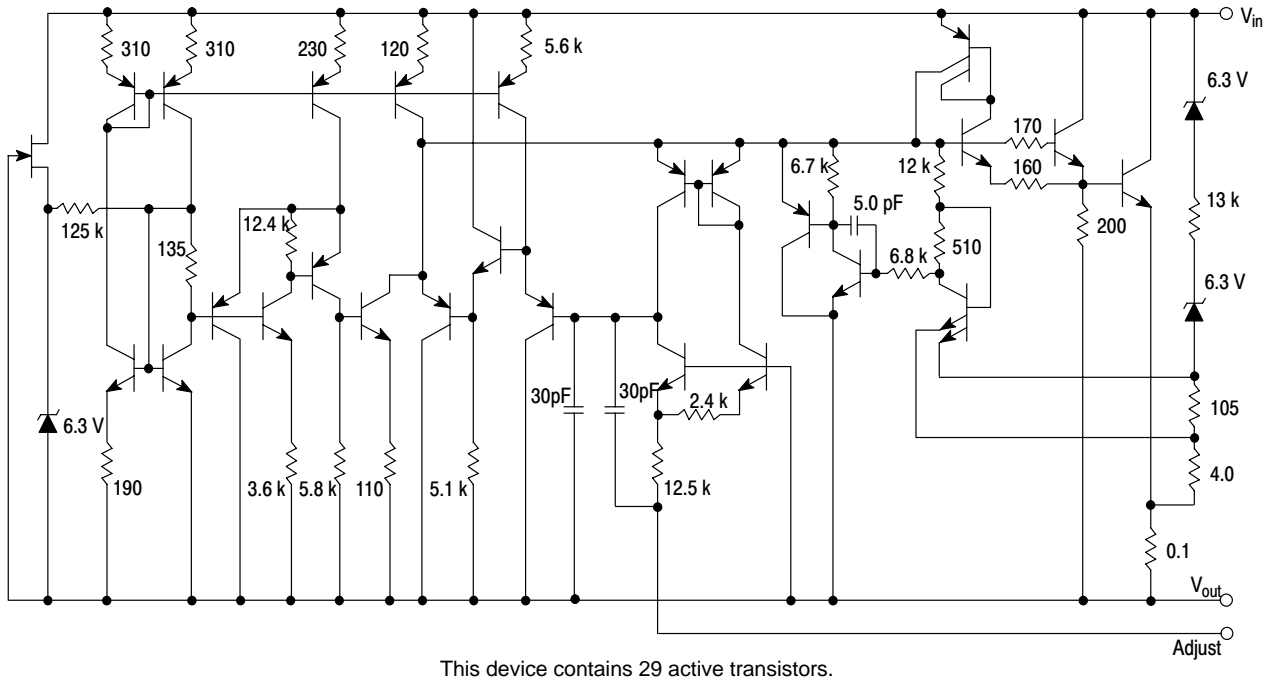 310
310
230
120
5.6 k
V_in
6.3 V
170
6.7 k
12 k
160
5.0 pF
13 k
125 k
12.4 k
200
135
510
6.8 k
6.3 V
30pF
30pF
2.4 k
105
6.3 V
190
3.6 k
5.8 k
110
5.1 k
12.5 k
4.0
0.1
V_out
Adjust
This device contains 29 active transistors.